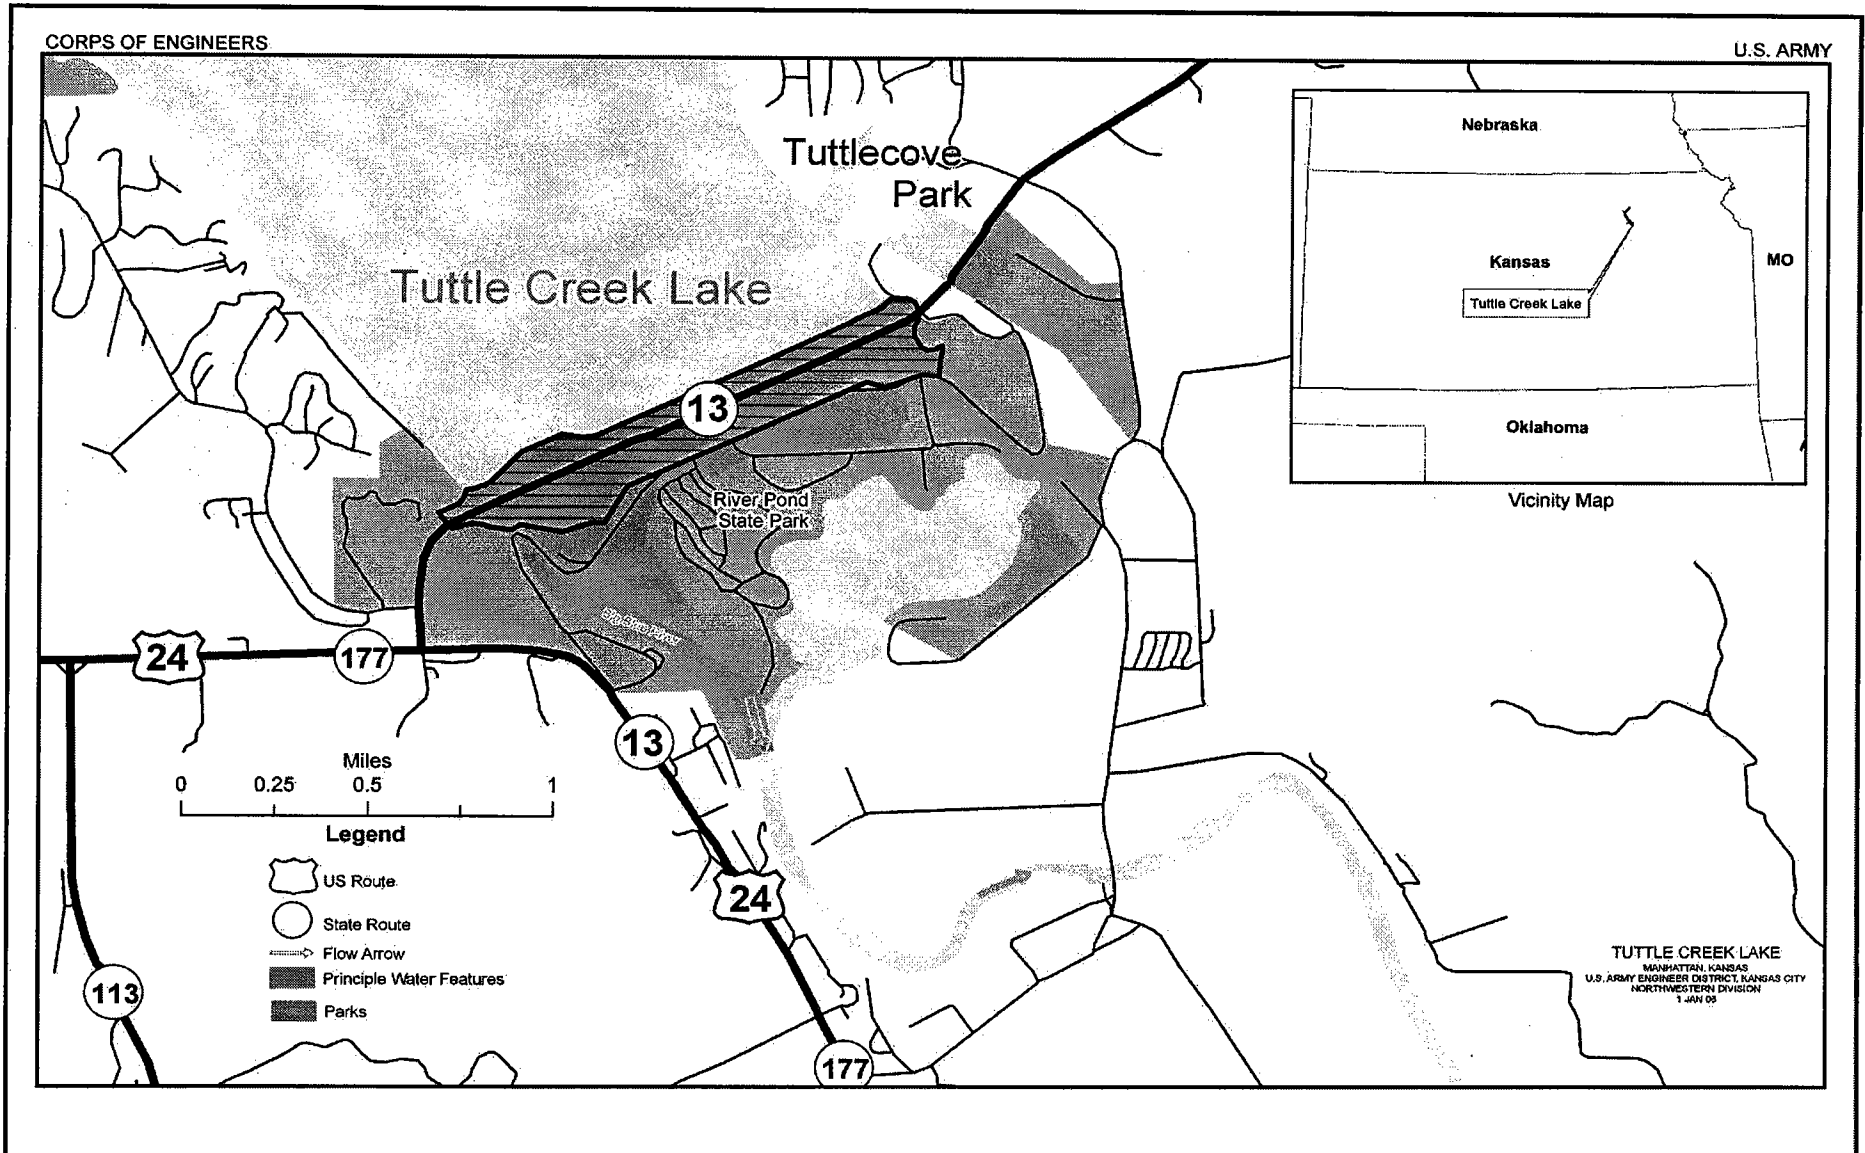 CORPS OF ENGINEERS
U.S. ARMY
Tuttlecove
Park
Tuttle Creek Lake
13
River Pond
State Park
Big Blue River
24
177
13
24
113
177
Miles
0 0.25 0.5 1
Legend
US Route
State Route
Flow Arrow
Principle Water Features
Parks
Nebraska
Kansas
MO
Tuttle Creek Lake
Oklahoma
Vicinity Map
TUTTLE CREEK LAKE
MANHATTAN, KANSAS
U.S. ARMY ENGINEER DISTRICT, KANSAS CITY
NORTHWESTERN DIVISION